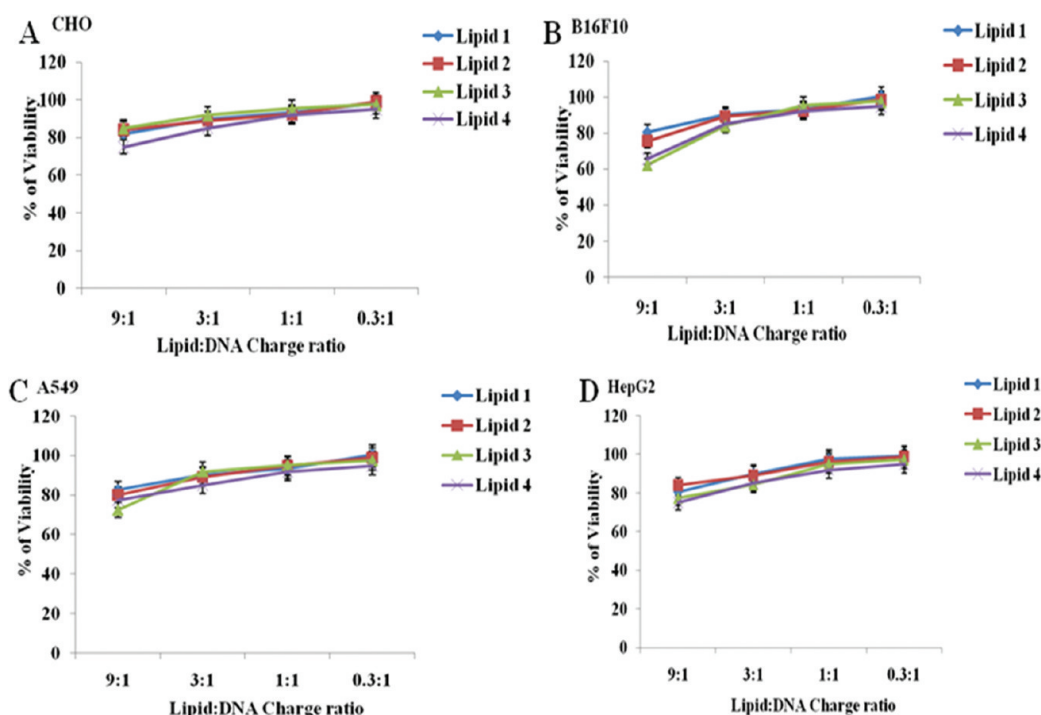 A CHO
Lipid 1
Lipid 2
Lipid 3
Lipid 4
120
100
80
60
40
20
0
% of Viability
9:1 3:1 1:1 0.3:1
Lipid:DNA Charge ratio
B B16F10
Lipid 1
Lipid 2
Lipid 3
Lipid 4
120
100
80
60
40
20
0
% of Viability
9:1 3:1 1:1 0.3:1
Lipid:DNA Charge ratio
C A549
Lipid 1
Lipid 2
Lipid 3
Lipid 4
120
100
80
60
40
20
0
% of Viability
9:1 3:1 1:1 0.3:1
Lipid:DNA Charge ratio
D HepG2
Lipid 1
Lipid 2
Lipid 3
Lipid 4
120
100
80
60
40
20
0
% of Viability
9:1 3:1 1:1 0.3:1
Lipid:DNA Charge ratio